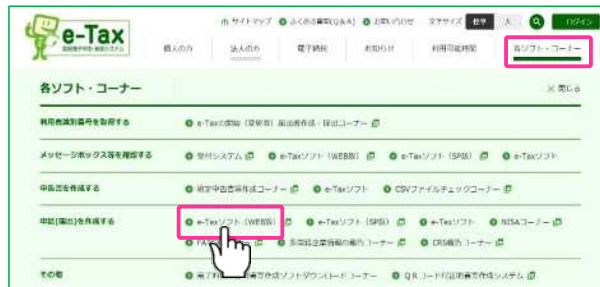 e-Tax
サイトマップ よくある質問(Q&A) お問い合わせ 文字サイズ 標準 大 ログイン
個人の方 法人の方 電子納税 お知らせ 利用可能時間 各ソフト・コーナー
各ソフト・コーナー × 閉じる
利用者識別番号を取得する e-Taxの開始(変更等)届出書作成・提出コーナー
メッセージボックス等を確認する 受付システム e-Taxソフト(WEB版) e-Taxソフト(SP版) e-Taxソフト
申告書を作成する 確定申告書等作成コーナー e-Taxソフト CSVファイルチェックコーナー
申請(届出)を作成する e-Taxソフト(WEB版) e-Taxソフト(SP版) e-Taxソフト NISAコーナー
多国籍企業情報の報告コーナー CRS報告コーナー
その他 QRコード付証明書等作成システム